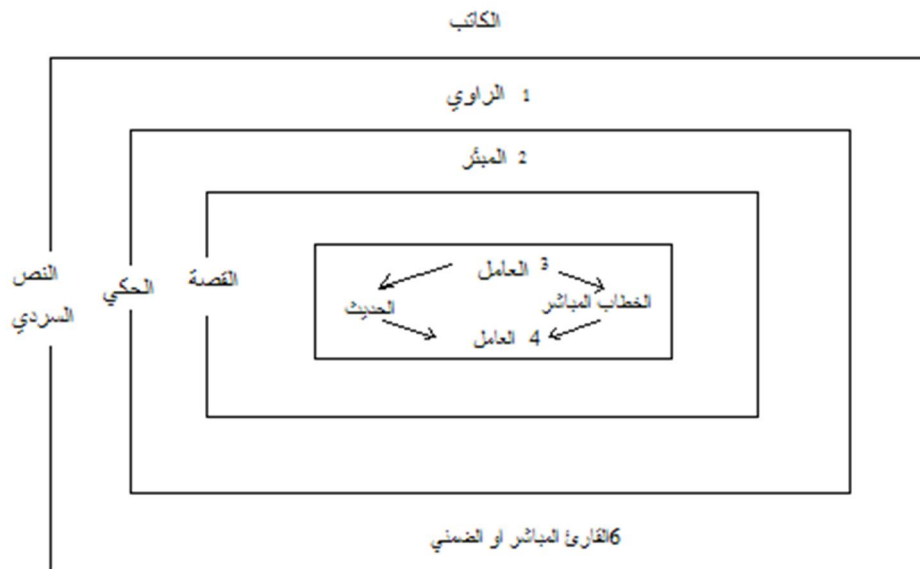 الكاتب
1 الراوي
2 المبئر
3 العامل
النص
السردي
الحكي
القصة
الحديث
الخطاب المباشر
4 العامل
6القارئ المباشر او الضمني